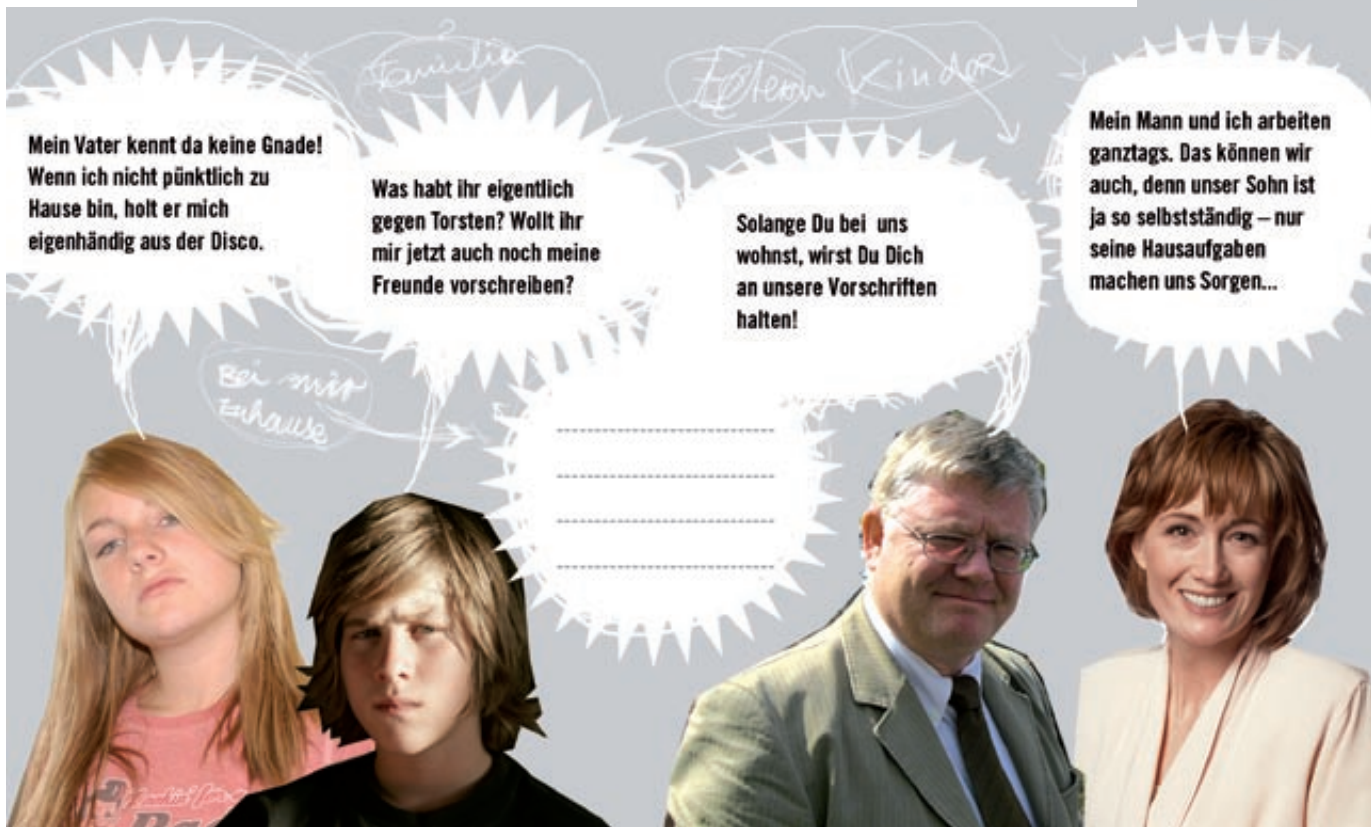 Familie
Eltern Kinder
Mein Vater kennt da keine Gnade!
Wenn ich nicht pünktlich zu
Hause bin, holt er mich
eigenhändig aus der Disco.
Was habt ihr eigentlich
gegen Torsten? Wollt ihr
mir jetzt auch noch meine
Freunde vorschreiben?
Solange Du bei uns
wohnst, wirst Du Dich
an unsere Vorschriften
halten!
Mein Mann und ich arbeiten
ganztags. Das können wir
auch, denn unser Sohn ist
ja so selbstständig – nur
seine Hausaufgaben
machen uns Sorgen...
Bei mir
zuhause